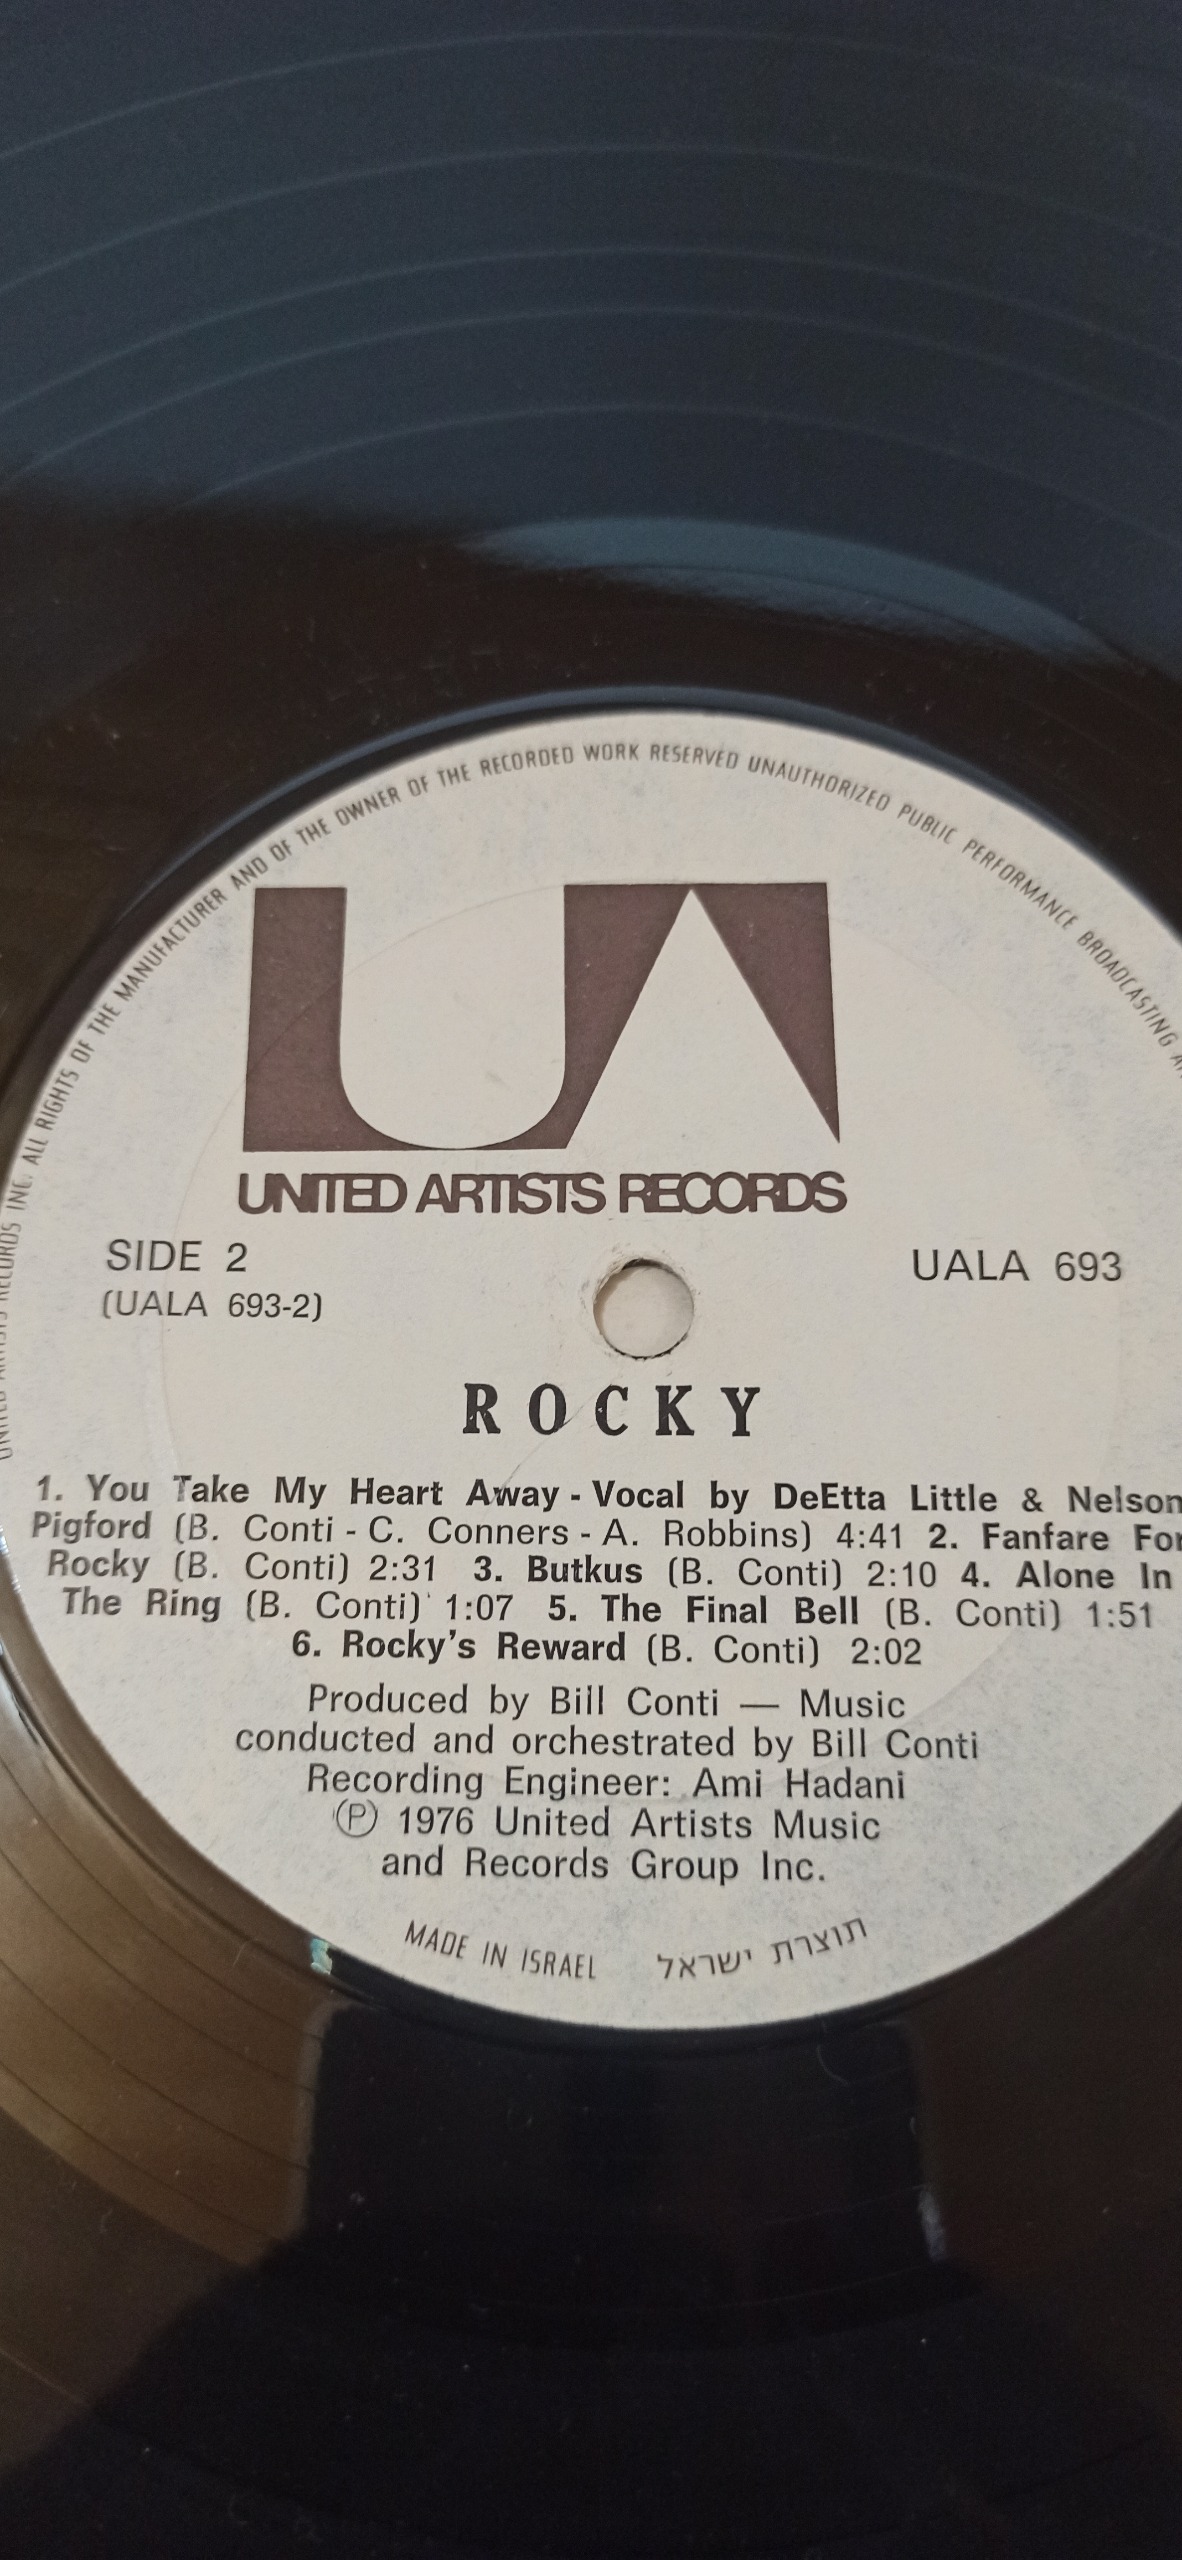 UNITED ARTISTS RECORDS INC. ALL RIGHTS OF THE MANUFACTURER AND OF THE OWNER OF THE RECORDED WORK RESERVED UNAUTHORIZED PUBLIC PERFORMANCE BROADCASTING
UA
UNITED ARTISTS RECORDS
SIDE 2
UALA 693
(UALA 693-2)
ROCKY
1. You Take My Heart Away - Vocal by DeEtta Little & Nelson
Pigford (B. Conti - C. Conners - A. Robbins) 4:41 2. Fanfare For
Rocky (B. Conti) 2:31 3. Butkus (B. Conti) 2:10 4. Alone In
The Ring (B. Conti) 1:07 5. The Final Bell (B. Conti) 1:51
6. Rocky's Reward (B. Conti) 2:02
Produced by Bill Conti — Music
conducted and orchestrated by Bill Conti
Recording Engineer: Ami Hadani
Ⓟ 1976 United Artists Music
and Records Group Inc.
MADE IN ISRAEL תוצרת ישראל